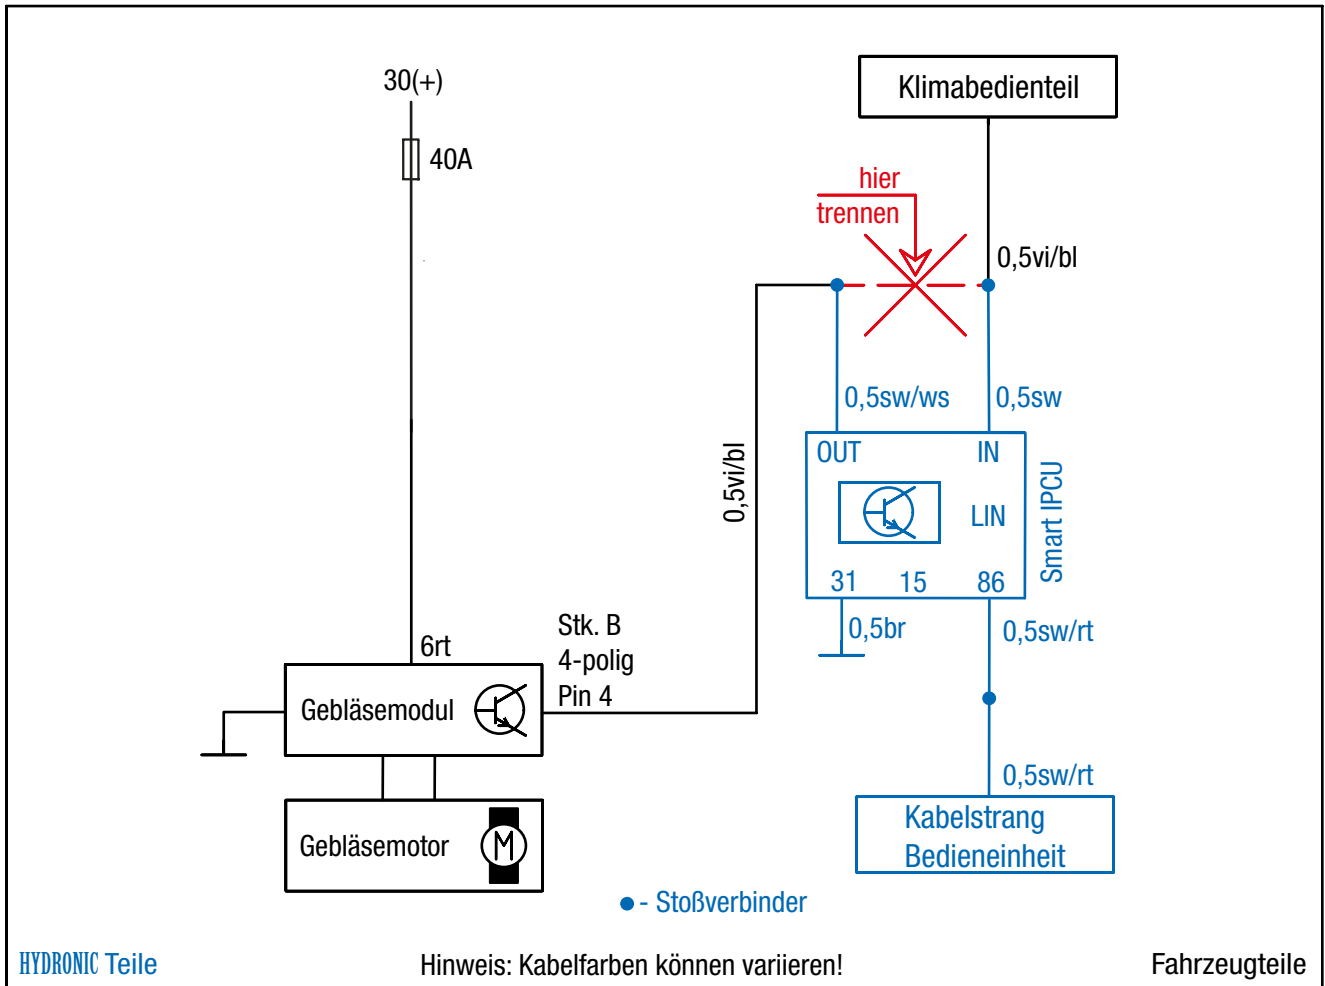 30(+)
40A
Klimabedienteil
hier
trennen
0,5vi/bl
0,5sw/ws
0,5sw
OUT
IN
LIN
31
15
86
Smart IPCU
0,5vi/bl
0,5br
0,5sw/rt
6rt
Stk. B
4-polig
Pin 4
Gebläsemodul
0,5sw/rt
Gebläsemotor
M
Kabelstrang
Bedieneinheit
- Stoßverbinder
HYDRONIC Teile
Hinweis: Kabelfarben können variieren!
Fahrzeugteile